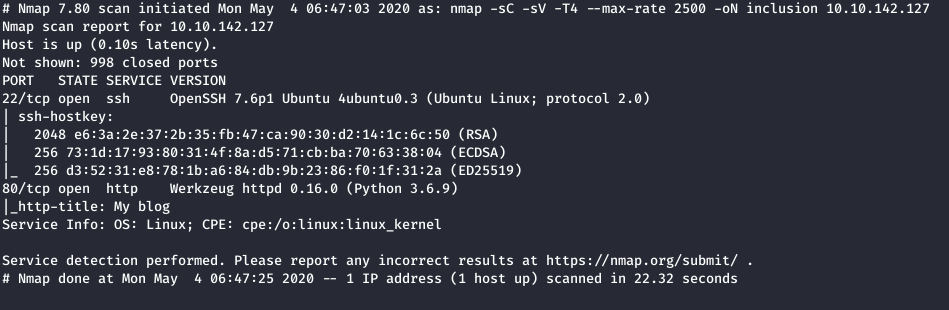 # Nmap 7.80 scan initiated Mon May  4 06:47:03 2020 as: nmap -sC -sV -T4 --max-rate 2500 -oN inclusion 10.10.142.127
Nmap scan report for 10.10.142.127
Host is up (0.10s latency).
Not shown: 998 closed ports
PORT   STATE SERVICE VERSION
22/tcp open  ssh     OpenSSH 7.6p1 Ubuntu 4ubuntu0.3 (Ubuntu Linux; protocol 2.0)
| ssh-hostkey:
|   2048 e6:3a:2e:37:2b:35:fb:47:ca:90:30:d2:14:1c:6c:50 (RSA)
|   256 73:1d:17:93:80:31:4f:8a:d5:71:cb:ba:70:63:38:04 (ECDSA)
|_  256 d3:52:31:e8:78:1b:a6:84:db:9b:23:86:f0:1f:31:2a (ED25519)
80/tcp open  http    Werkzeug httpd 0.16.0 (Python 3.6.9)
|_http-title: My blog
Service Info: OS: Linux; CPE: cpe:/o:linux:linux_kernel

Service detection performed. Please report any incorrect results at https://nmap.org/submit/ .
# Nmap done at Mon May  4 06:47:25 2020 -- 1 IP address (1 host up) scanned in 22.32 seconds